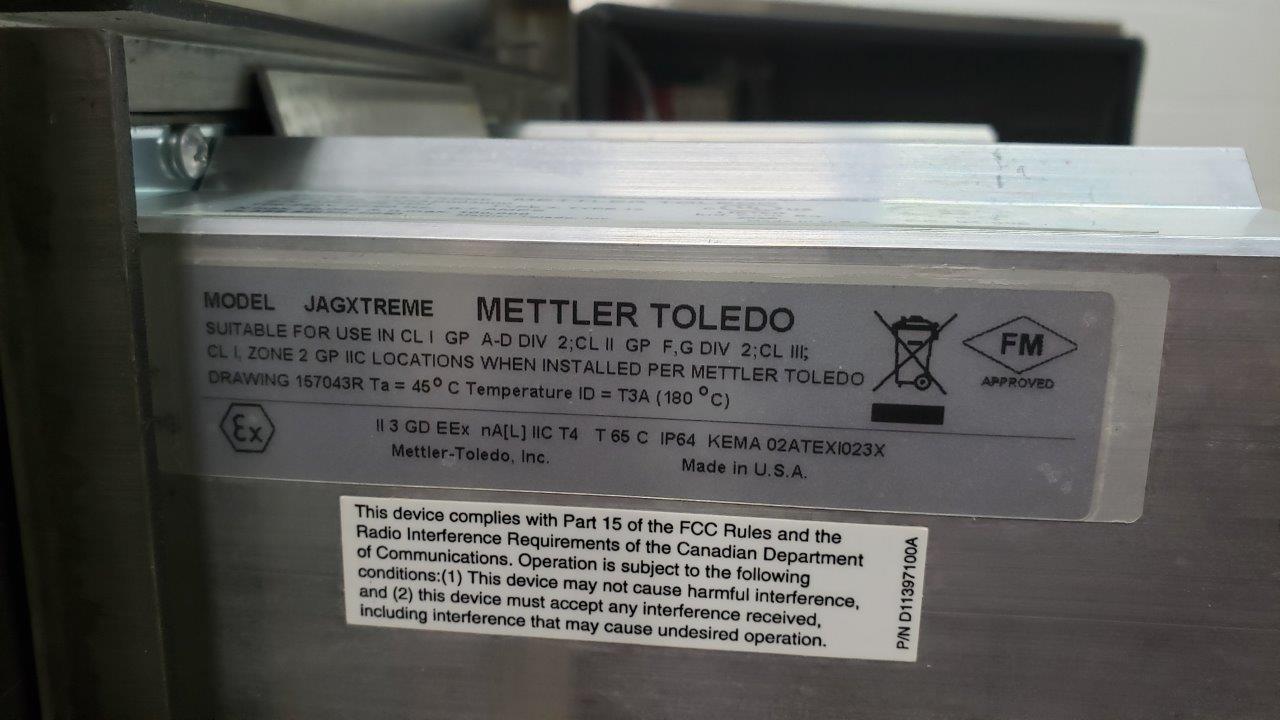 MODEL JAGXTREME METTLER TOLEDO
SUITABLE FOR USE IN CL I GP A-D DIV 2;CL II GP F,G DIV 2;CL III;
CL I, ZONE 2 GP IIC LOCATIONS WHEN INSTALLED PER METTLER TOLEDO
DRAWING 157043R Ta = 45° C Temperature ID = T3A (180 °C)
FM
APPROVED
Ex
II 3 GD EEx nA[L] IIC T4 T 65 C IP64 KEMA 02ATEXI023X
Mettler-Toledo, Inc. Made in U.S.A.
This device complies with Part 15 of the FCC Rules and the
Radio Interference Requirements of the Canadian Department
of Communications. Operation is subject to the following
conditions:(1) This device may not cause harmful interference,
and (2) this device must accept any interference received,
including interference that may cause undesired operation.
P/N D11397100A